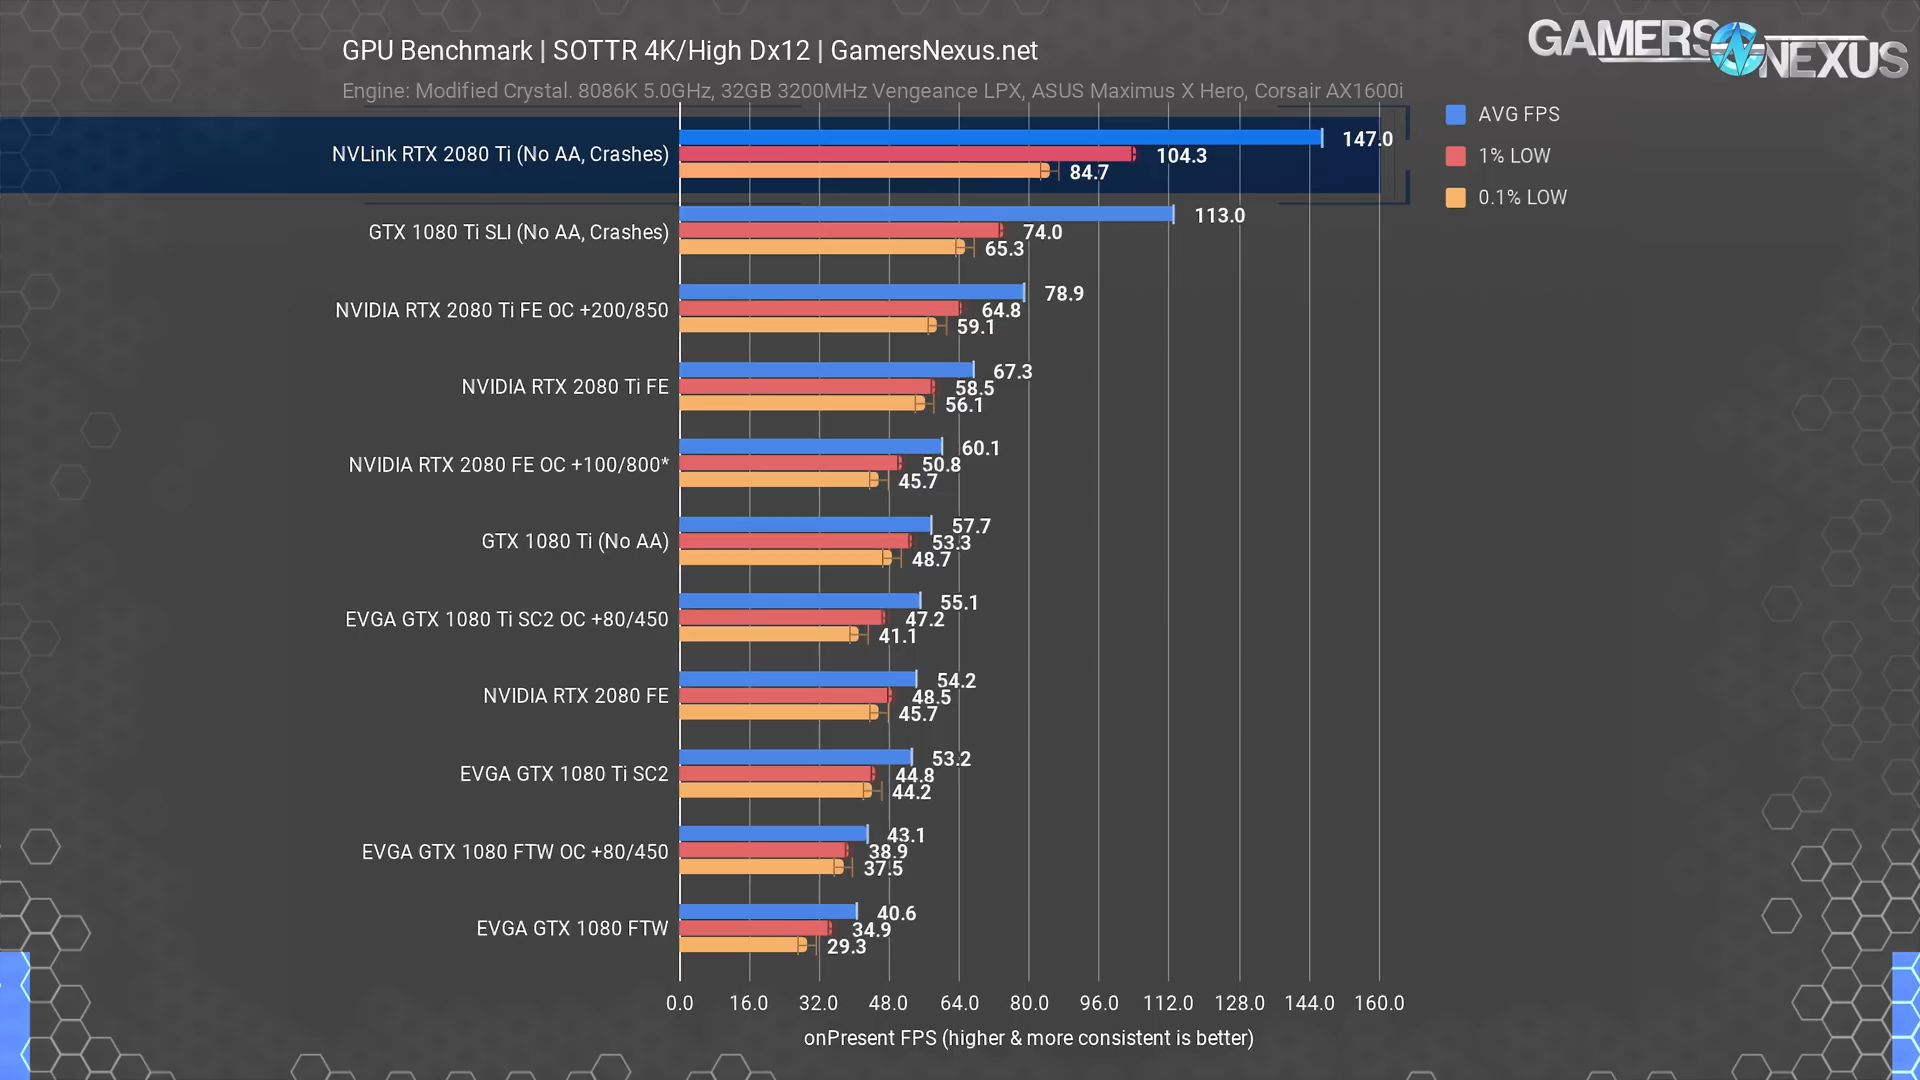 GPU Benchmark | SOTTR 4K/High Dx12 | GamersNexus.net
GAMERS NEXUS
Engine: Modified Crystal. 8086K 5.0GHz, 32GB 3200MHz Vengeance LPX, ASUS Maximus X Hero, Corsair AX1600i
AVG FPS
1% LOW
0.1% LOW
NVLink RTX 2080 Ti (No AA, Crashes)
147.0
104.3
84.7
GTX 1080 Ti SLI (No AA, Crashes)
113.0
74.0
65.3
NVIDIA RTX 2080 Ti FE OC +200/850
78.9
64.8
59.1
NVIDIA RTX 2080 Ti FE
67.3
58.5
56.1
NVIDIA RTX 2080 FE OC +100/800*
60.1
50.8
45.7
GTX 1080 Ti (No AA)
57.7
53.3
48.7
EVGA GTX 1080 Ti SC2 OC +80/450
55.1
47.2
41.1
NVIDIA RTX 2080 FE
54.2
48.5
45.7
EVGA GTX 1080 Ti SC2
53.2
44.8
44.2
EVGA GTX 1080 FTW OC +80/450
43.1
38.9
37.5
EVGA GTX 1080 FTW
40.6
34.9
29.3
0.0 16.0 32.0 48.0 64.0 80.0 96.0 112.0 128.0 144.0 160.0
onPresent FPS (higher & more consistent is better)